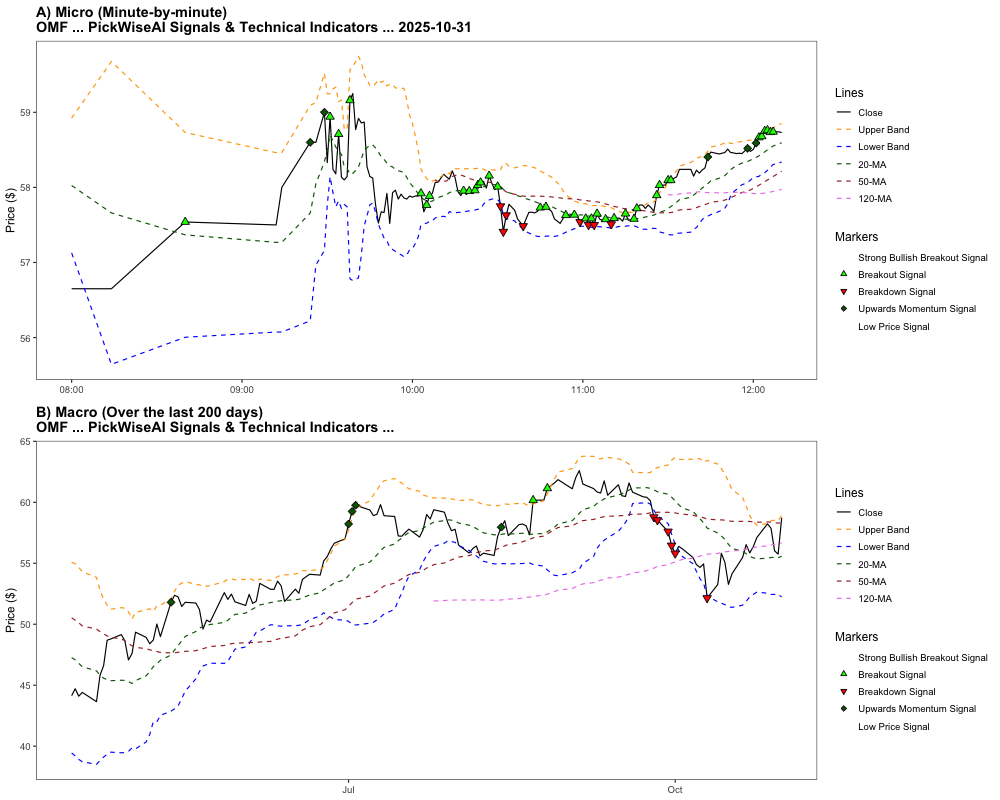 A) Micro (Minute-by-minute)
OMF ... PickWiseAI Signals & Technical Indicators ... 2025-10-31
Price ($)
59
58
57
56
08:00
09:00
10:00
11:00
12:00
Lines
Close
Upper Band
Lower Band
20-MA
50-MA
120-MA
Markers
Strong Bullish Breakout Signal
Breakout Signal
Breakdown Signal
Upwards Momentum Signal
Low Price Signal
B) Macro (Over the last 200 days)
OMF ... PickWiseAI Signals & Technical Indicators ...
Price ($)
65
60
55
50
45
40
Jul
Oct
Lines
Close
Upper Band
Lower Band
20-MA
50-MA
120-MA
Markers
Strong Bullish Breakout Signal
Breakout Signal
Breakdown Signal
Upwards Momentum Signal
Low Price Signal